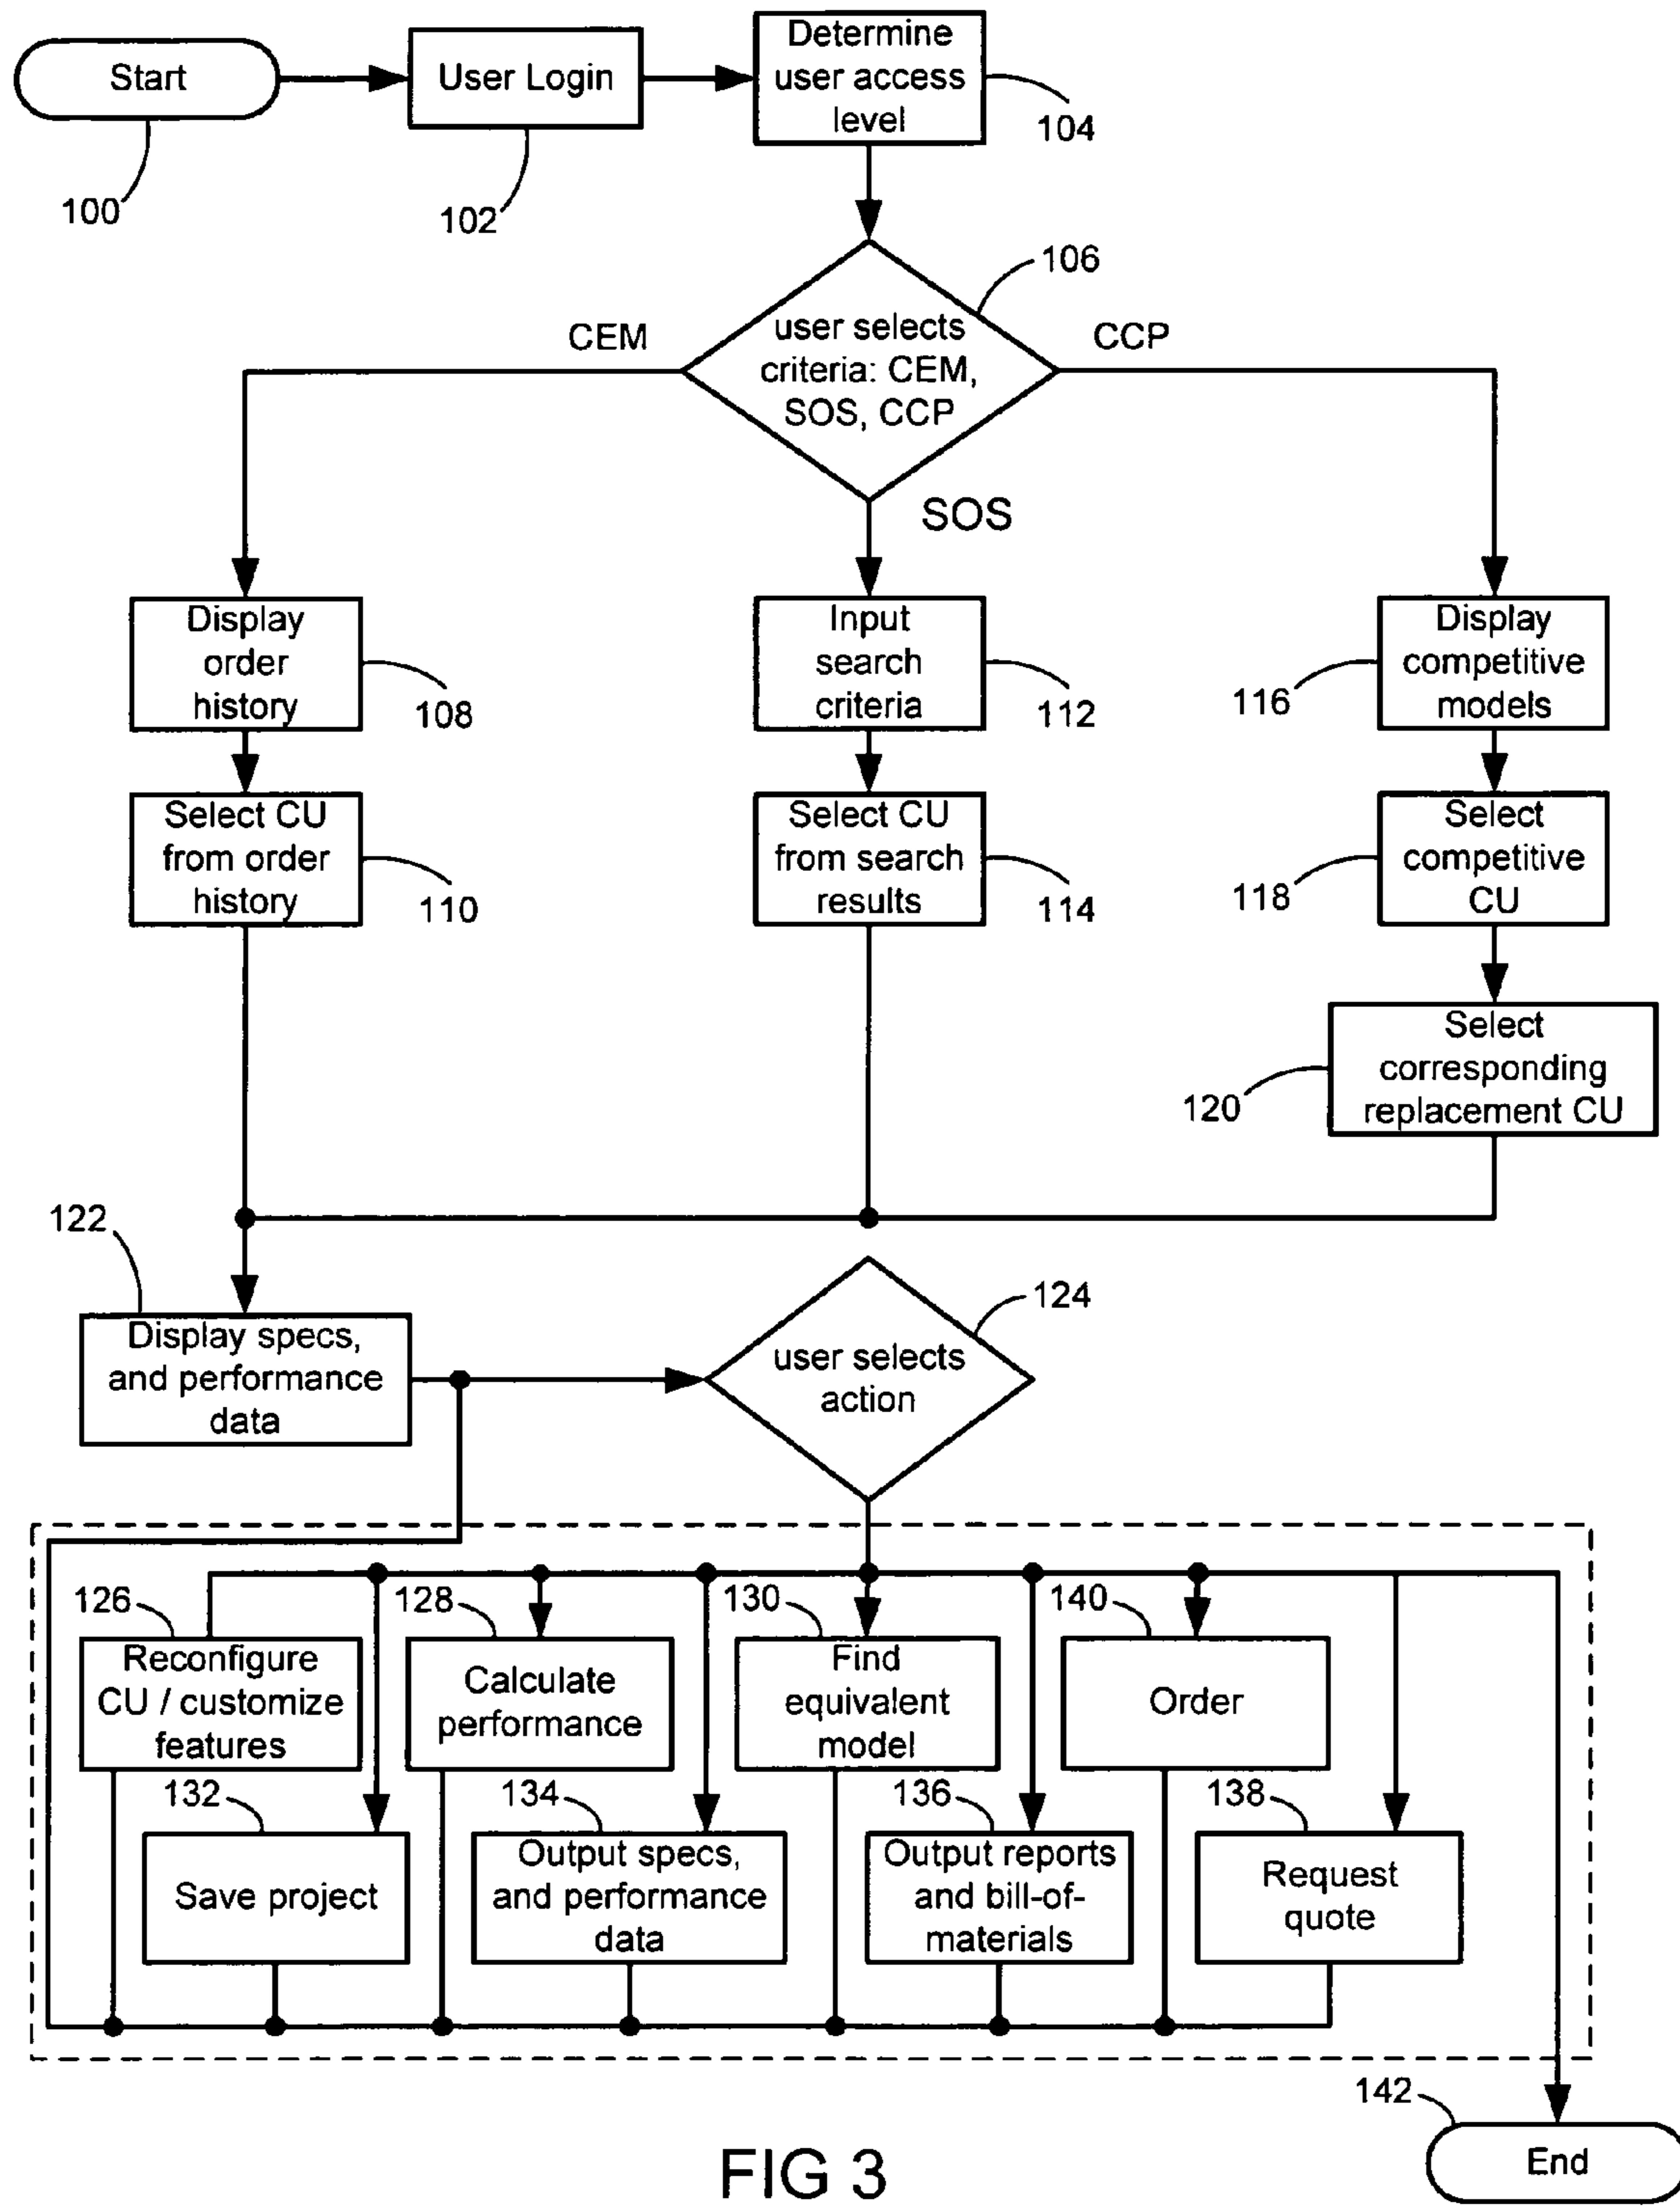 Start
User Login
Determine
user access
level
100
102
104
106
user selects
criteria: CEM,
SOS, CCP
CEM
CCP
SOS
Display
order
history
108
Input
search
criteria
112
Display
competitive
models
116
Select CU
from order
history
110
Select CU
from search
results
114
Select
competitive
CU
118
Select
corresponding
replacement CU
120
122
Display specs,
and performance
data
124
user selects
action
126
Reconfigure
CU / customize
features
128
Calculate
performance
130
Find
equivalent
model
140
Order
132
Save project
134
Output specs,
and performance
data
136
Output reports
and bill-of-
materials
138
Request
quote
142
End
FIG 3